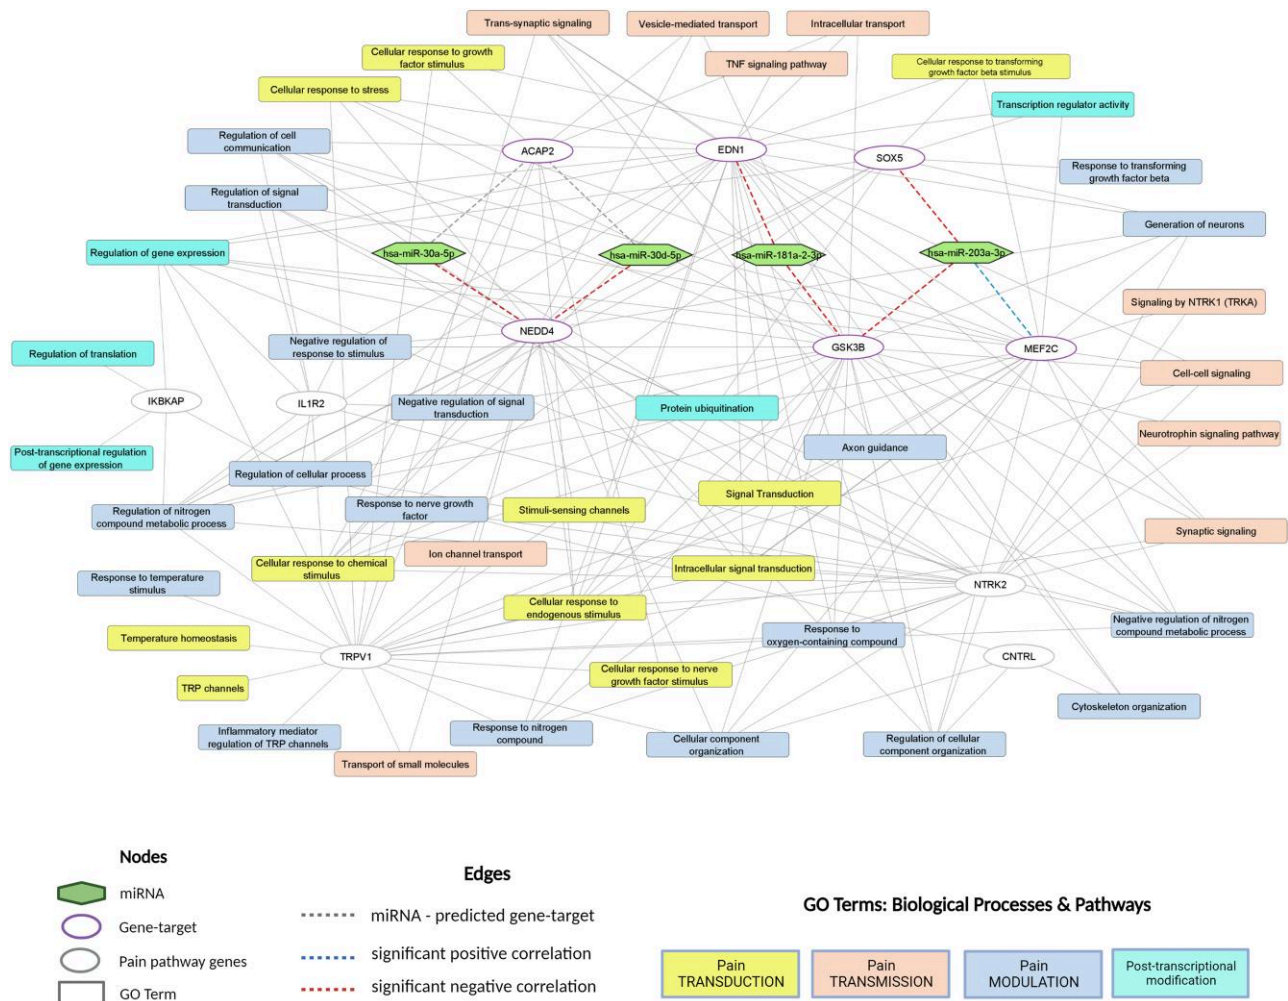 Trans-synaptic signaling
Vesicle-mediated transport
Intracellular transport
Cellular response to growth
factor stimulus
TNF signaling pathway
Cellular response to transforming
growth factor beta stimulus
Cellular response to stress
Transcription regulator activity
Regulation of cell
communication
ACAP2
EDN1
SOX5
Response to transforming
growth factor beta
Regulation of signal
transduction
Generation of neurons
Regulation of gene expression
hsa-miR-30a-5p
hsa-miR-30d-5p
hsa-miR-181a-2-3p
hsa-miR-203a-3p
Signaling by NTRK1 (TRKA)
NEDD4
Negative regulation of
response to stimulus
GSK3B
MEF2C
Regulation of translation
Cell-cell signaling
IKBKAP
IL1R2
Negative regulation of signal
transduction
Protein ubiquitination
Neurotrophin signaling pathway
Post-transcriptional regulation
of gene expression
Axon guidance
Regulation of cellular process
Signal Transduction
Regulation of nitrogen
compound metabolic process
Response to nerve growth
factor
Stimuli-sensing channels
Synaptic signaling
Ion channel transport
Cellular response to chemical
stimulus
Intracellular signal transduction
Response to temperature
stimulus
NTRK2
Cellular response to
endogenous stimulus
Temperature homeostasis
Response to
oxygen-containing compound
Negative regulation of nitrogen
compound metabolic process
TRPV1
CNTRL
Cellular response to nerve
growth factor stimulus
TRP channels
Cytoskeleton organization
Inflammatory mediator
regulation of TRP channels
Response to nitrogen
compound
Cellular component
organization
Regulation of cellular
component organization
Transport of small molecules
Nodes
miRNA
Gene-target
Pain pathway genes
GO Term
Edges
miRNA - predicted gene-target
significant positive correlation
significant negative correlation
GO Terms: Biological Processes & Pathways
Pain
TRANSDUCTION
Pain
TRANSMISSION
Pain
MODULATION
Post-transcriptional
modification